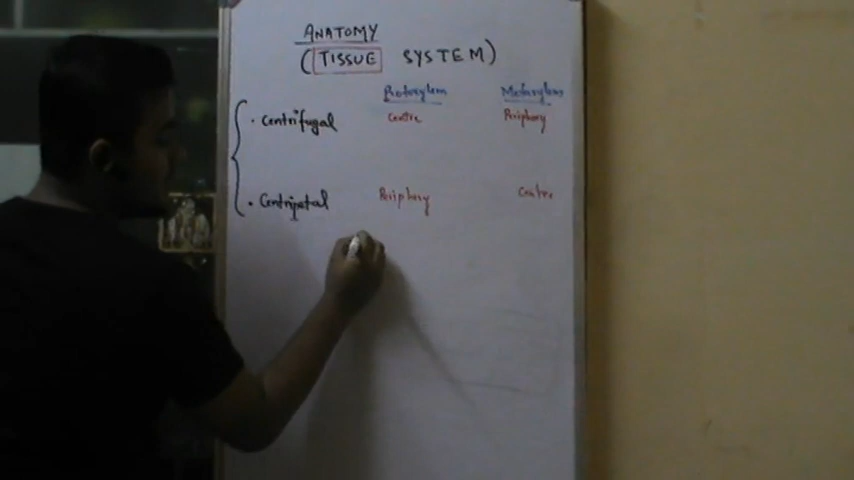 ANATOMY
(TISSUE SYSTEM)
Protoxylem Metaxylem
• Centrifugal Centre Periphery
• Centripetal Periphery Centre